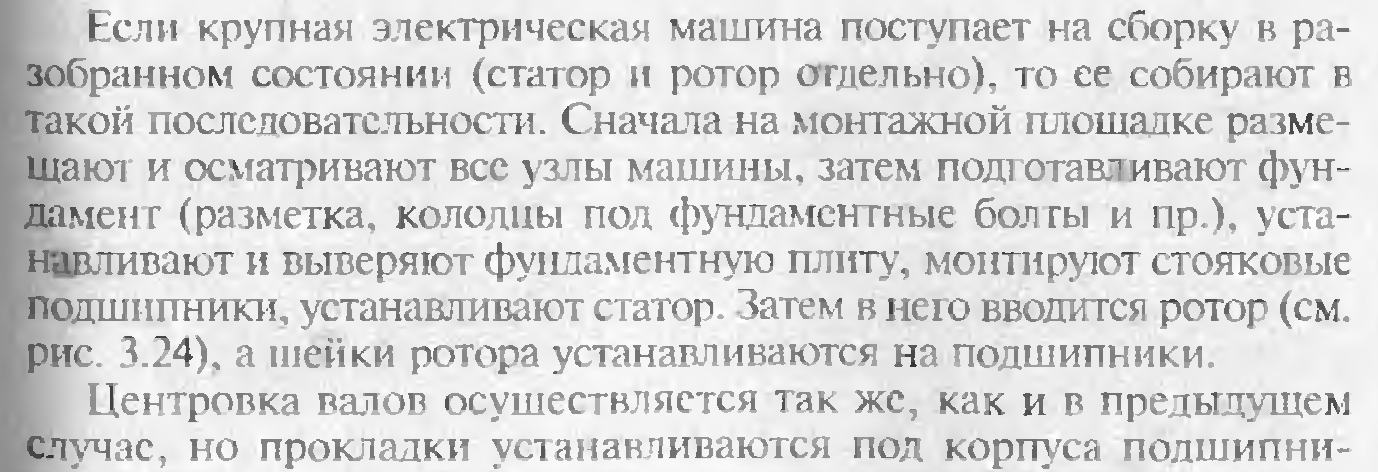 Если крупная электрическая машина поступает на сборку в ра-
зобранном состоянии (статор и ротор отдельно), то ее собирают в
такой последовательности. Сначала на монтажной площадке разме-
щают и осматривают все узлы машины, затем подготавливают фун-
дамент (разметка, колодцы под фундаментные болты и пр.), уста-
навливают и выверяют фундаментную плиту, монтируют стояковые
подшипники, устанавливают статор. Затем в него вводится ротор (см.
рис. 3.24), а шейки ротора устанавливаются на подшипники.
Центровка валов осуществляется так же, как и в предыдущем
случае, но прокладки устанавливаются под корпуса подшипни-